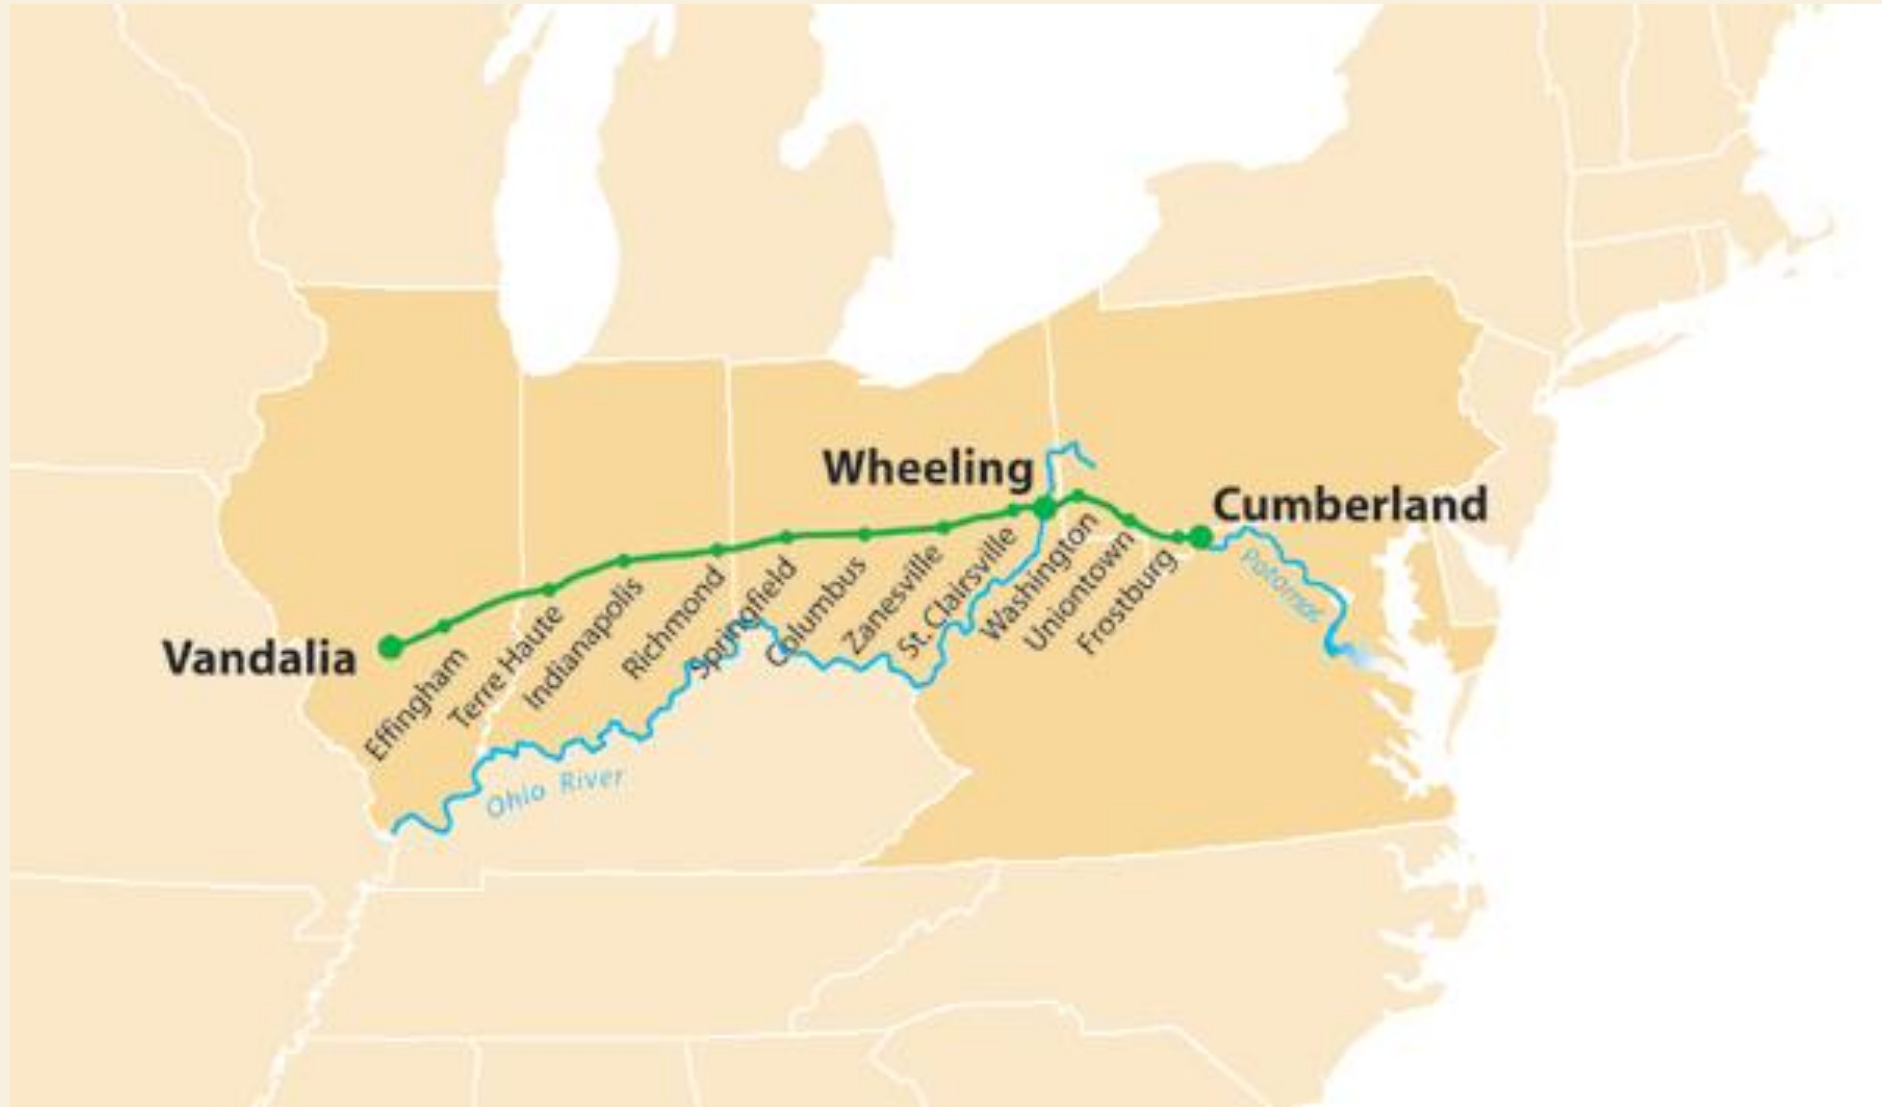 Wheeling
Cumberland
Vandalia
Effingham
Terre Haute
Indianapolis
Richmond
Springfield
Columbus
Zanesville
St. Clairsville
Washington
Uniontown
Frostburg
Potomac
Ohio River